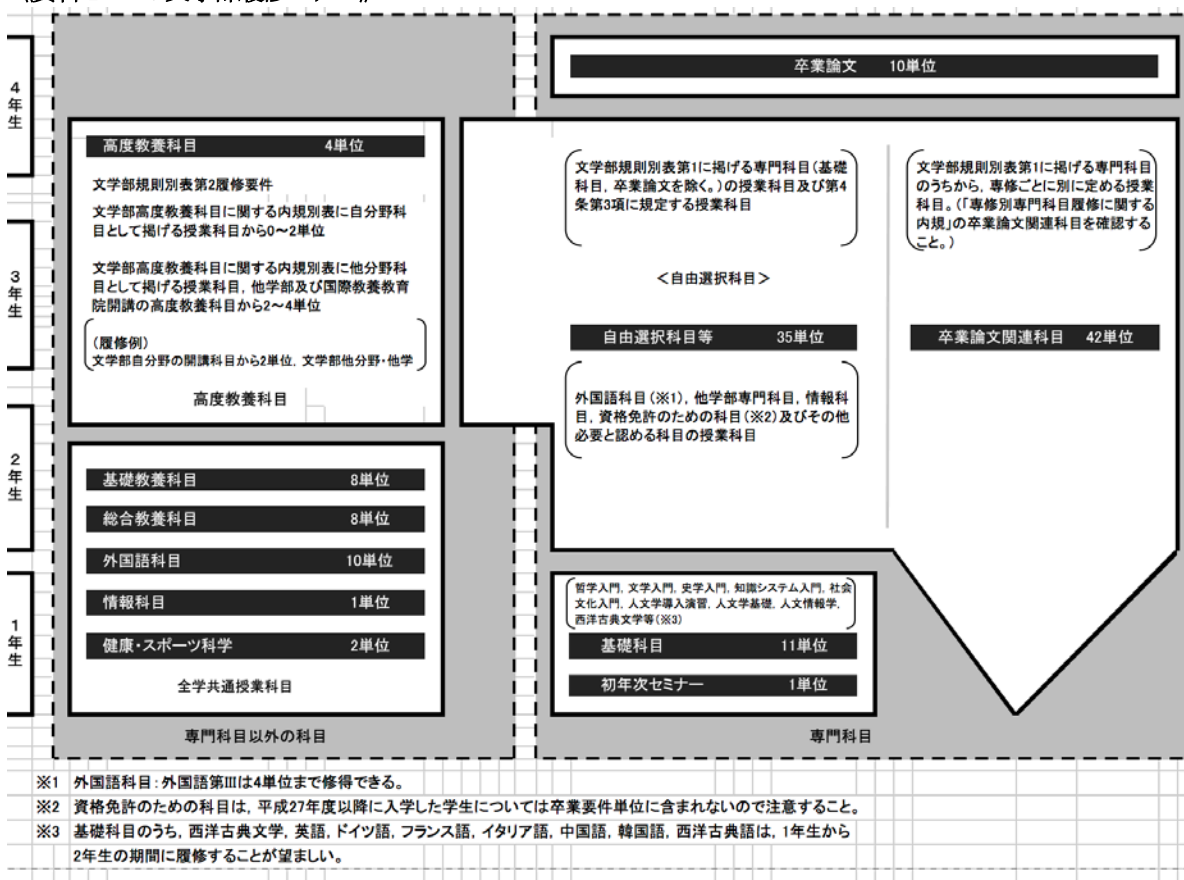 4年生
3年生
2年生
1年生
高度教養科目 4単位
文学部規則別表第2履修要件
文学部高度教養科目に関する内規別表に自分野科
目として掲げる授業科目から0～2単位
文学部高度教養科目に関する内規別表に他分野科
目として掲げる授業科目, 他学部及び国際教養教育
院開講の高度教養科目から2～4単位
(履修例)
文学部自分野の開講科目から2単位, 文学部他分野・他学
高度教養科目
基礎教養科目 8単位
総合教養科目 8単位
外国語科目 10単位
情報科目 1単位
健康・スポーツ科学 2単位
全学共通授業科目
専門科目以外の科目
卒業論文 10単位
文学部規則別表第1に掲げる専門科目(基礎
科目, 卒業論文を除く。)の授業科目及び第4
条第3項に規定する授業科目
<自由選択科目>
自由選択科目等 35単位
外国語科目(※1), 他学部専門科目, 情報科
目, 資格免許のための科目(※2)及びその他
必要と認める科目の授業科目
文学部規則別表第1に掲げる専門科目
のうちから, 専修ごとに別に定める授業
科目。(「専修別専門科目履修に関する
内規」の卒業論文関連科目を確認する
こと。)
卒業論文関連科目 42単位
哲学入門, 文学入門, 史学入門, 知識システム入門, 社会
文化入門, 人文学導入演習, 人文学基礎, 人文情報学,
西洋古典文学等(※3)
基礎科目 11単位
初年次セミナー 1単位
専門科目
※1 外国語科目：外国語第Ⅲは4単位まで修得できる。
※2 資格免許のための科目は, 平成27年度以降に入学した学生については卒業要件単位に含まれないので注意すること。
※3 基礎科目のうち, 西洋古典文学, 英語, ドイツ語, フランス語, イタリア語, 中国語, 韓国語, 西洋古典語は, 1年生から
2年生の期間に履修することが望ましい。